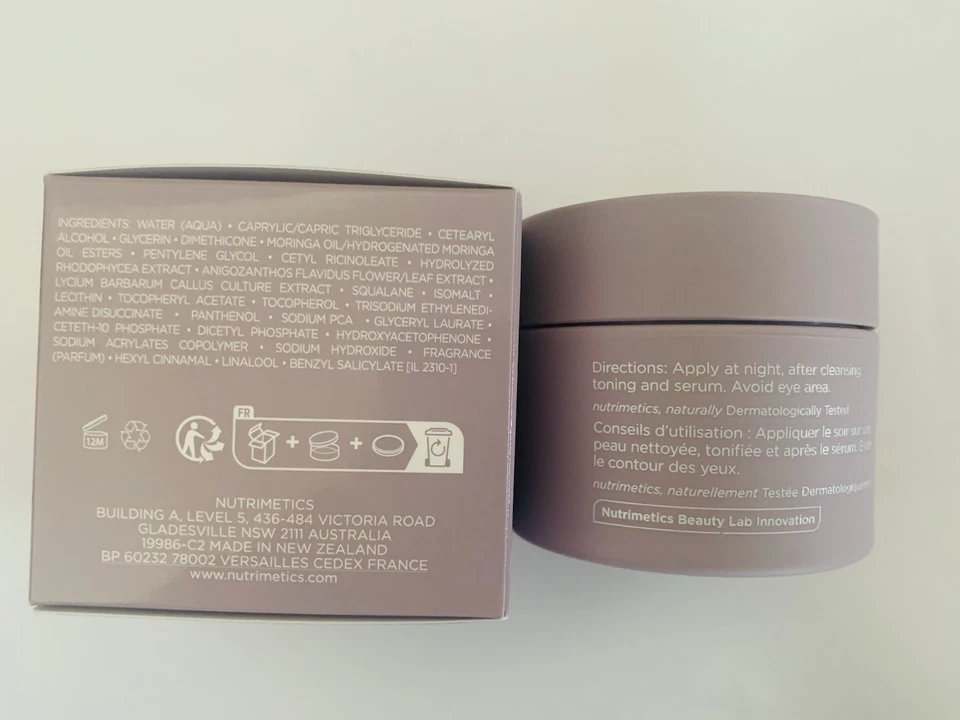 INGREDIENTS: WATER (AQUA) • CAPRYLIC/CAPRIC TRIGLYCERIDE • CETEARYL
ALCOHOL • GLYCERIN • DIMETHICONE • MORINGA OIL/HYDROGENATED MORINGA
OIL ESTERS • PENTYLENE GLYCOL • CETYL RICINOLEATE • HYDROLYZED
RHODOPHYCEA EXTRACT • ANIGOZANTHOS FLAVIDUS FLOWER/LEAF EXTRACT •
LYCIUM BARBARUM CALLUS CULTURE EXTRACT • SQUALANE • ISOMALT •
LECITHIN • TOCOPHERYL ACETATE • TOCOPHEROL • TRISODIUM ETHYLENEDI-
AMINE DISUCCINATE • PANTHENOL • SODIUM PCA • GLYCERYL LAURATE •
CETETH-10 PHOSPHATE • DICETYL PHOSPHATE • HYDROXYACETOPHENONE •
SODIUM ACRYLATES COPOLYMER • SODIUM HYDROXIDE • FRAGRANCE
(PARFUM) • HEXYL CINNAMAL • LINALOOL • BENZYL SALICYLATE [IL 2310-1]
12M
FR
+ +
NUTRIMETICS
BUILDING A, LEVEL 5, 436-484 VICTORIA ROAD
GLADESVILLE NSW 2111 AUSTRALIA
19986-C2 MADE IN NEW ZEALAND
BP 60232 78002 VERSAILLES CEDEX FRANCE
www.nutrimetics.com
Directions: Apply at night, after cleansing,
toning and serum. Avoid eye area.
nutrimetics, naturally Dermatologically Tested
Conseils d'utilisation : Appliquer le soir sur
peau nettoyée, tonifiée et après le sérum.
le contour des yeux.
nutrimetics, naturellement Testée
Nutrimetics Beauty Lab Innovation